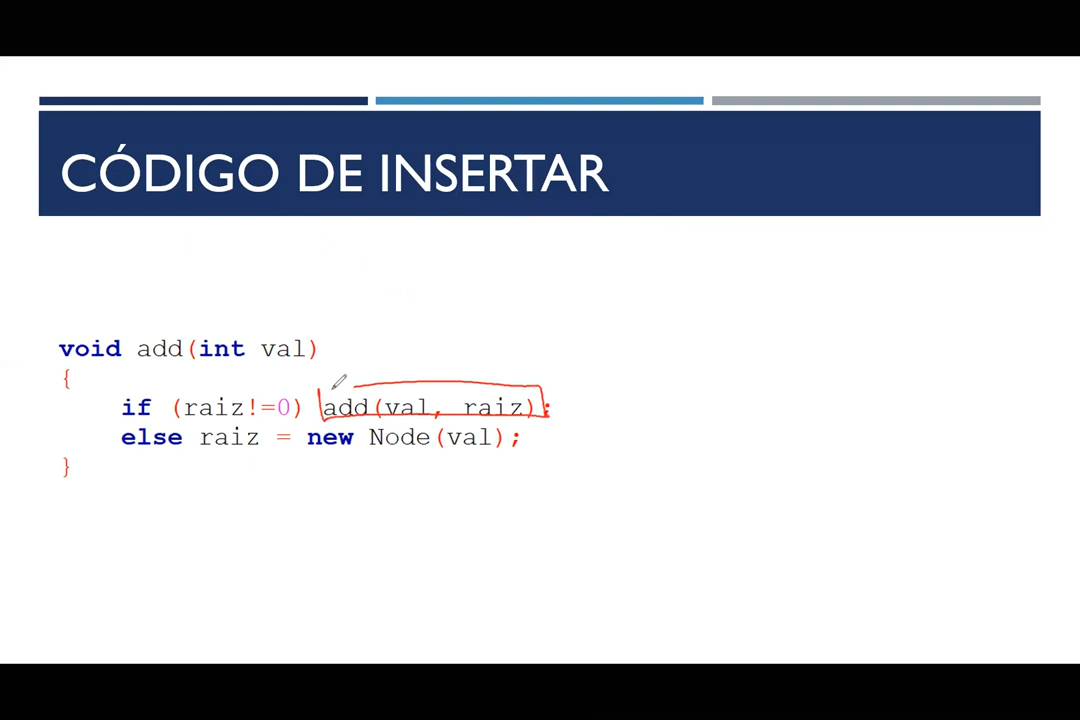 CÓDIGO DE INSERTAR
void add(int val)
{
if (raiz!=0) add(val, raiz);
else raiz = new Node(val);
}